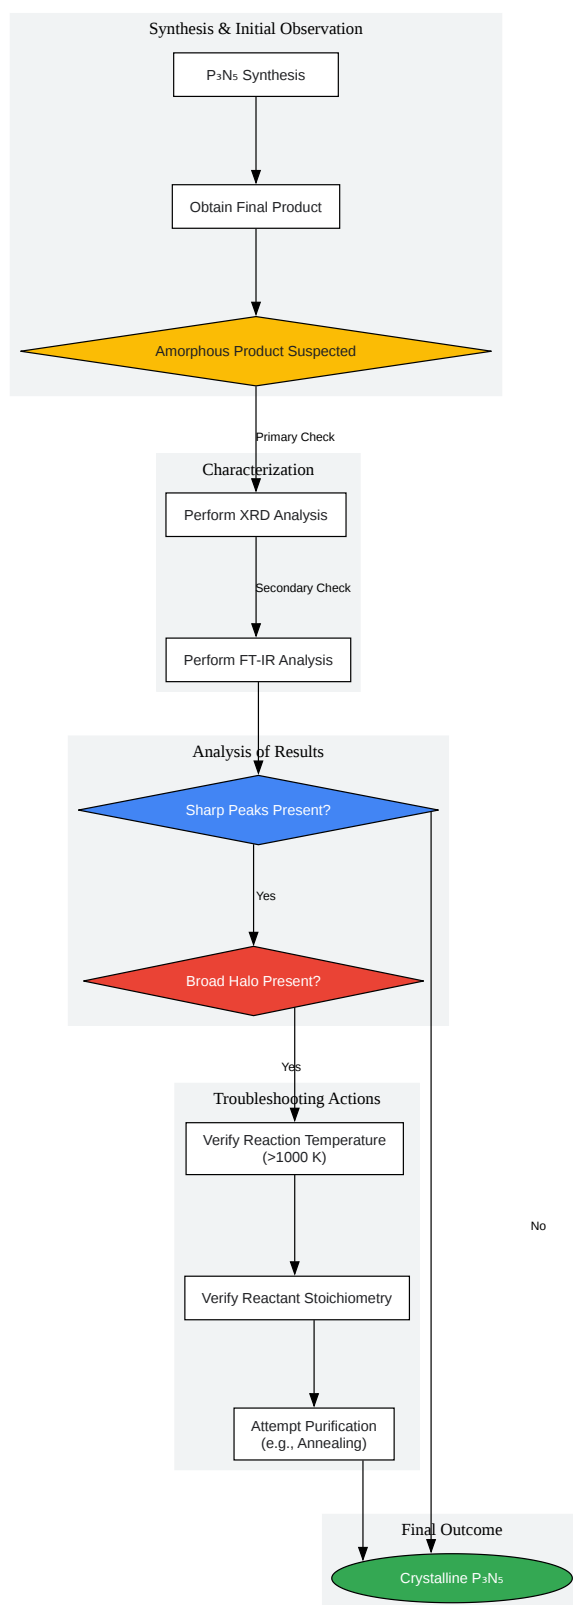 Synthesis & Initial Observation
P₃N₅ Synthesis
Obtain Final Product
Amorphous Product Suspected
Primary Check
Characterization
Perform XRD Analysis
Secondary Check
Perform FT-IR Analysis
Analysis of Results
Sharp Peaks Present?
Yes
Broad Halo Present?
Yes
Troubleshooting Actions
Verify Reaction Temperature
(>1000 K)
No
Verify Reactant Stoichiometry
Attempt Purification
(e.g., Annealing)
Final Outcome
Crystalline P₃N₅